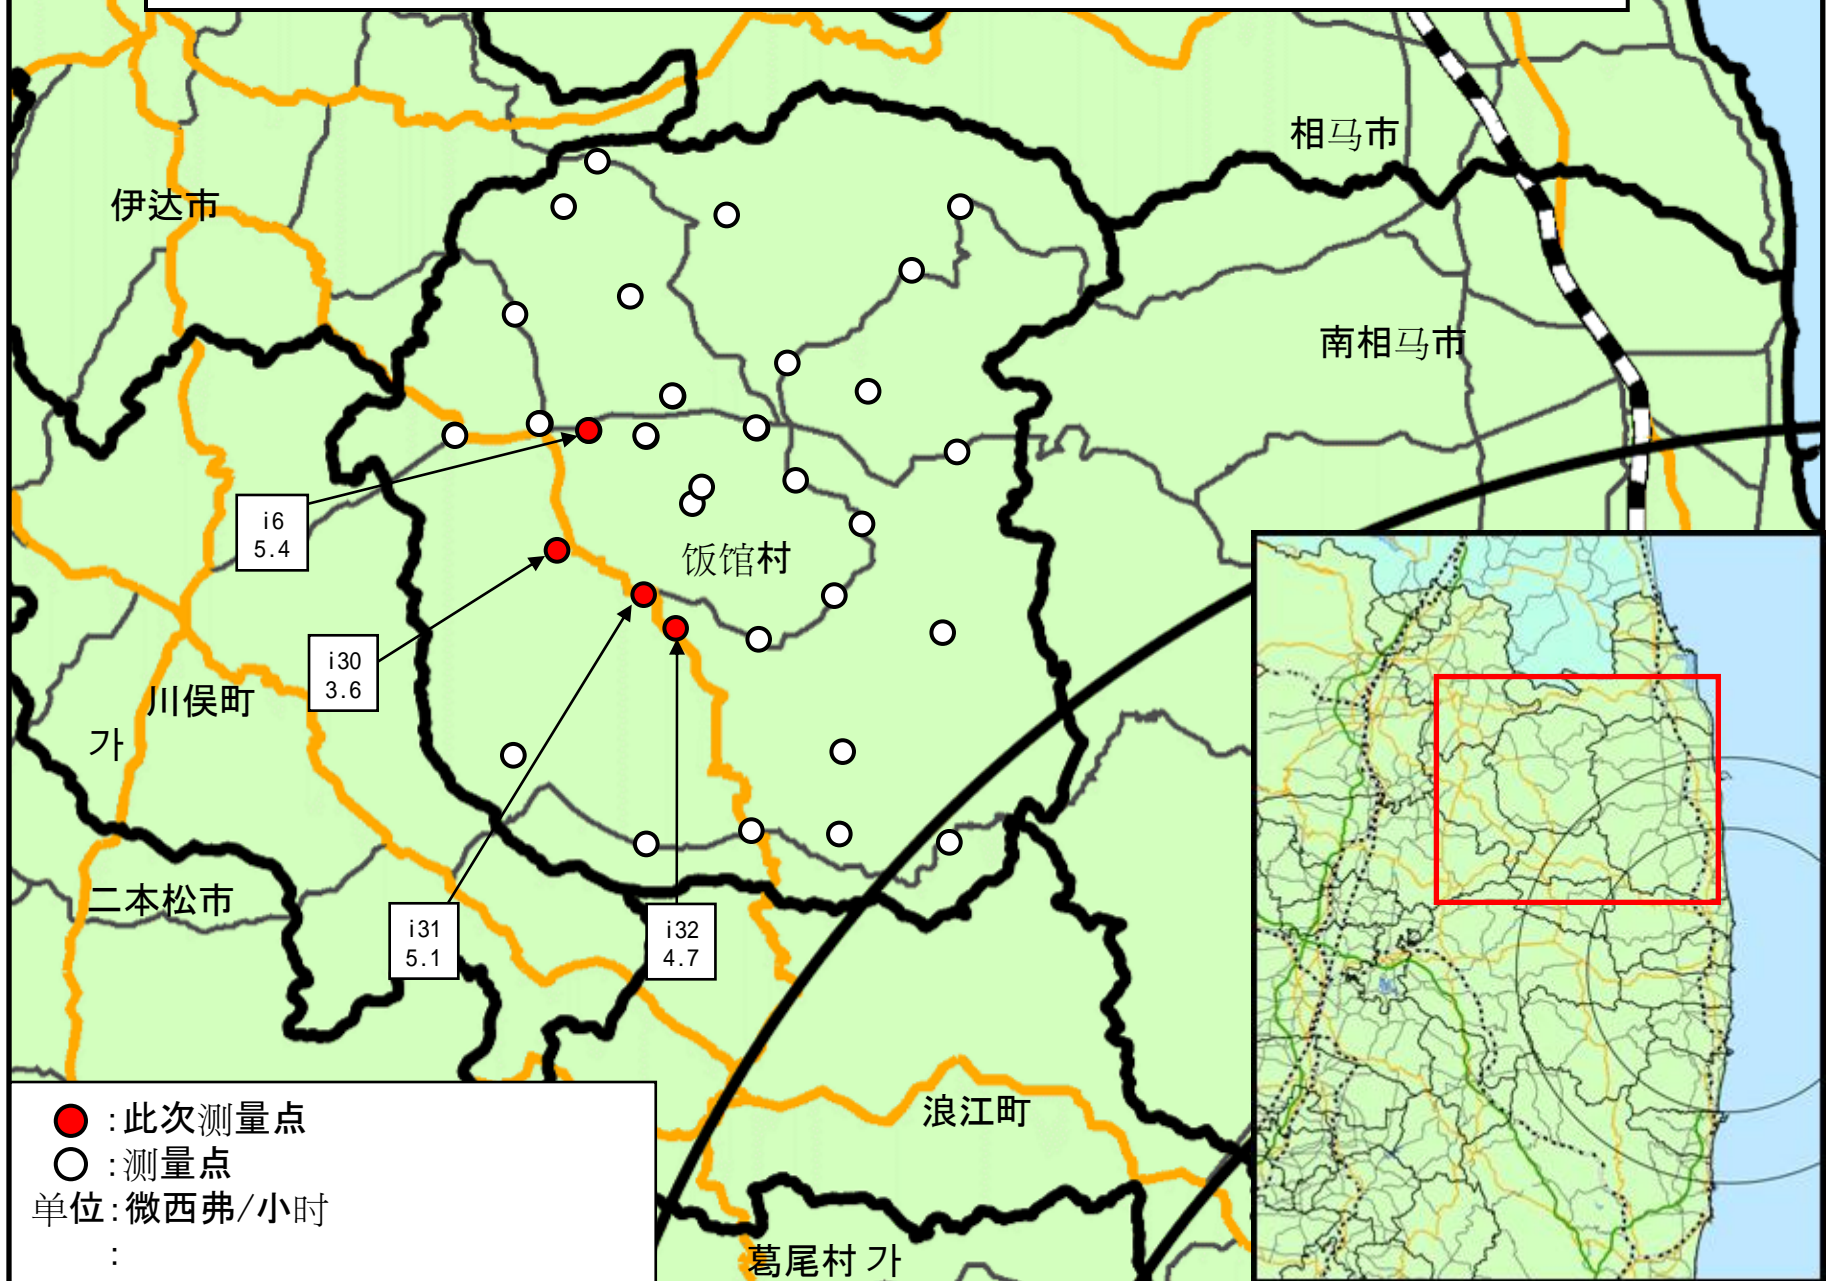 相马市
伊达市
南相马市
i6
5.4
饭馆村
i30
3.6
川俣町
가
二本松市
i31
5.1
i32
4.7
浪江町
葛尾村 가
:此次测量点
:测量点
单位:微西弗/小时
: